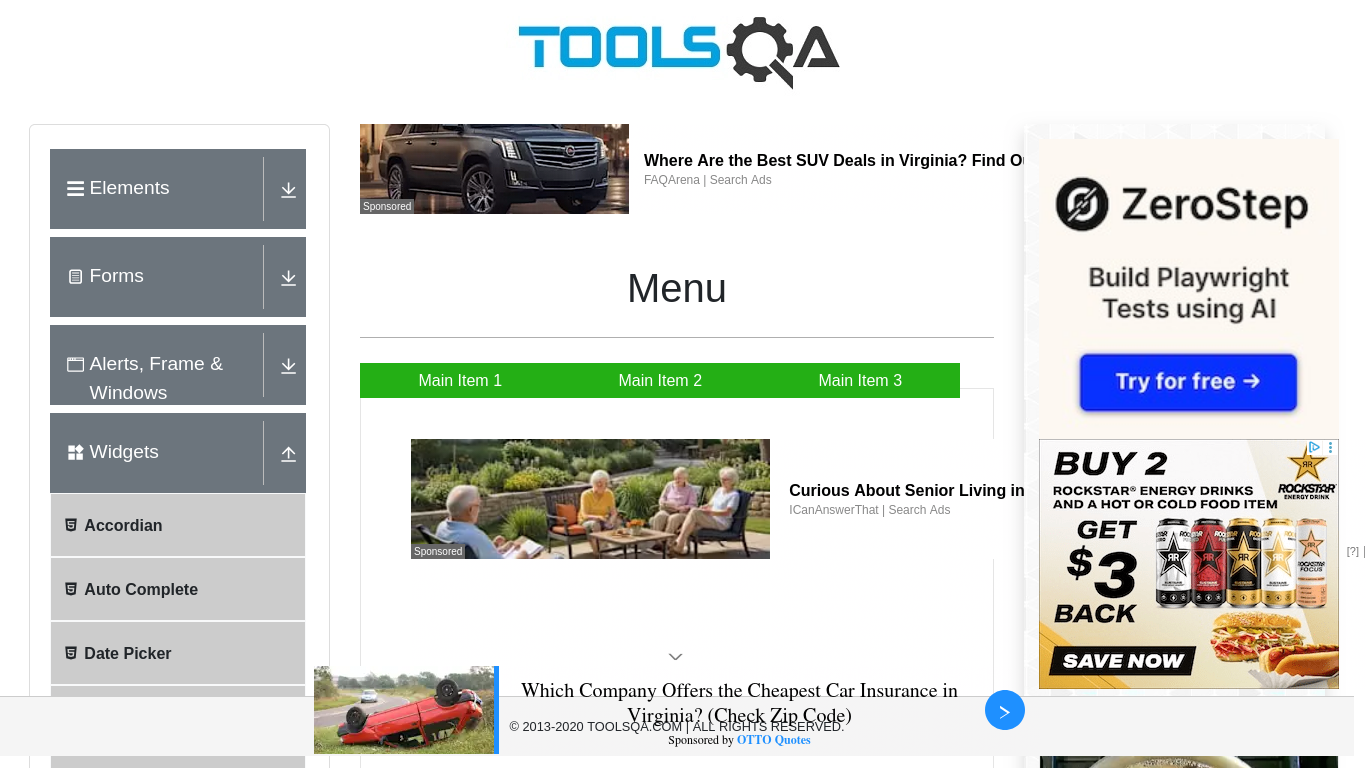 TOOLSQA
Elements
Forms
Alerts, Frame &
Windows
Widgets
Accordian
Auto Complete
Date Picker
Sponsored
Where Are the Best SUV Deals in Virginia? Find
FAQArena | Search Ads
Menu
Main Item 1
Main Item 2
Main Item 3
Sponsored
Curious About Senior Living in
ICanAnswerThat | Search Ads
ZeroStep
Build Playwright
Tests using AI
Try for free →
BUY 2
ROCKSTAR® ENERGY DRINKS
AND A HOT OR COLD FOOD ITEM
ROCKSTAR
ENERGY DRINK
GET
$3
BACK
SAVE NOW
[?]
Which Company Offers the Cheapest Car Insurance in
Virginia? (Check Zip Code)
© 2013-2020 TOOLSQA.COM | ALL RIGHTS RESERVED.
Sponsored by OTTO Quotes